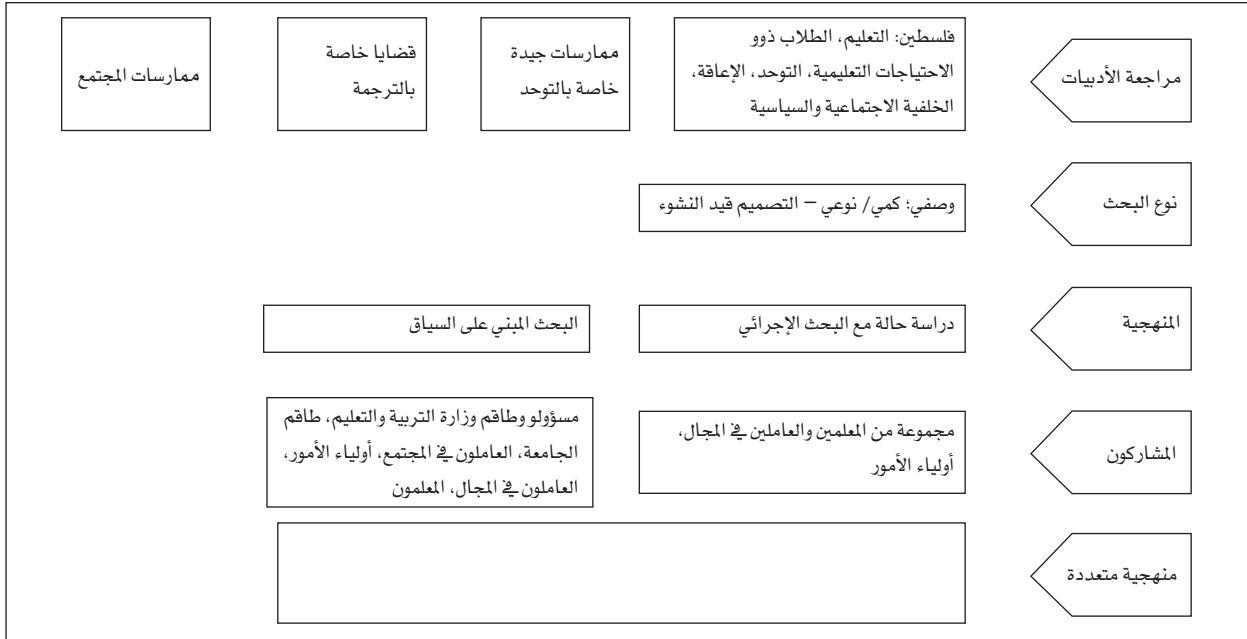 مراجعة الأدبيات
فلسطين: التعليم، الطلاب ذوو
الاحتياجات التعليمية، التوحد، الإعاقة،
الخلفية الاجتماعية والسياسية
ممارسات جيدة
خاصة بالتوحد
قضايا خاصة
بالترجمة
ممارسات المجتمع
نوع البحث
وصفي؛ كمي/ نوعي – التصميم قيد النشوء
المنهجية
دراسة حالة مع البحث الإجرائي
البحث المبني على السياق
المشاركون
مجموعة من المعلمين والعاملين في المجال،
أولياء الأمور
مسؤولو وطاقم وزارة التربية والتعليم، طاقم
الجامعة، العاملون في المجتمع، أولياء الأمور،
العاملون في المجال، المعلمون
منهجية متعددة